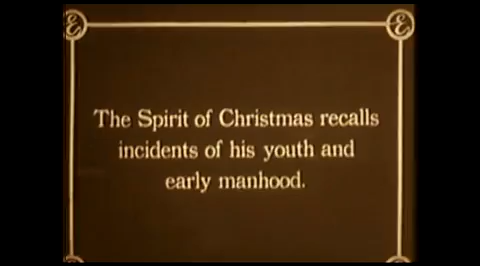 E E
The Spirit of Christmas recalls
incidents of his youth and
early manhood.